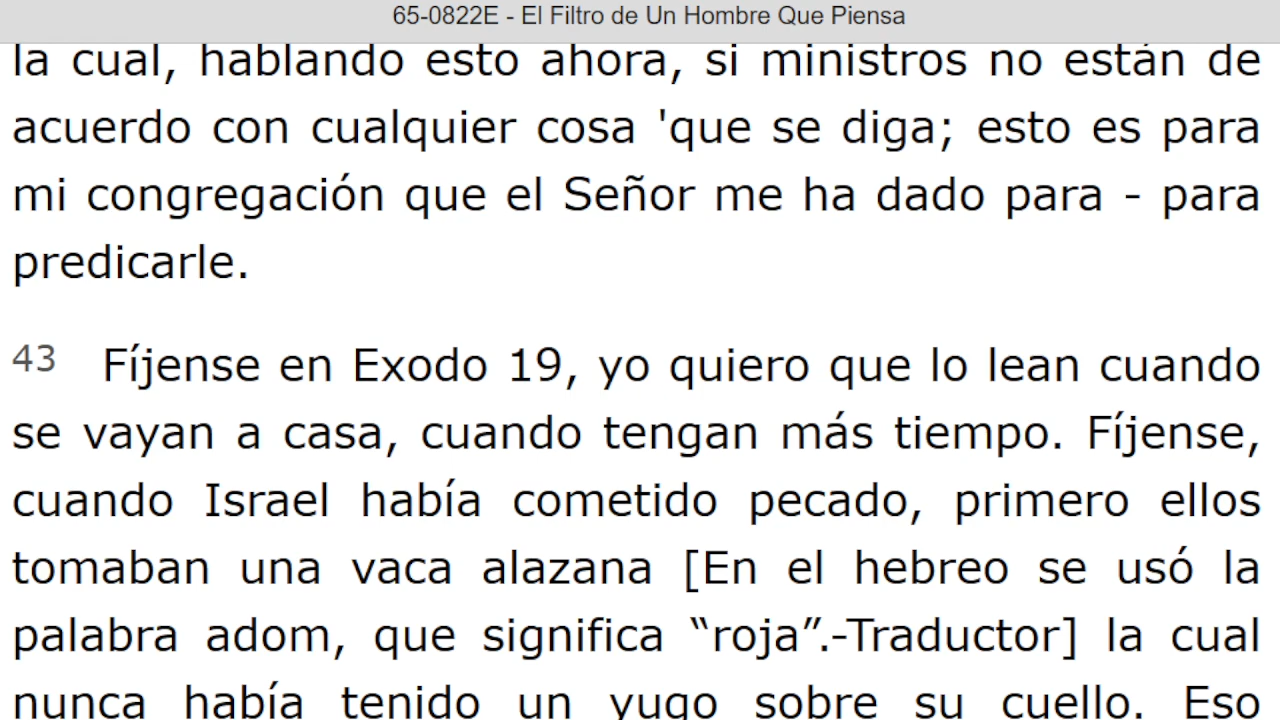 65-0822E - El Filtro de Un Hombre Que Piensa
la cual, hablando esto ahora, si ministros no están de
acuerdo con cualquier cosa 'que se diga; esto es para
mi congregación que el Señor me ha dado para - para
predicarle.
43 Fíjense en Exodo 19, yo quiero que lo lean cuando
se vayan a casa, cuando tengan más tiempo. Fíjense,
cuando Israel había cometido pecado, primero ellos
tomaban una vaca alazana [En el hebreo se usó la
palabra adom, que significa “roja”.-Traductor] la cual
nunca había tenido un yugo sobre su cuello. Eso